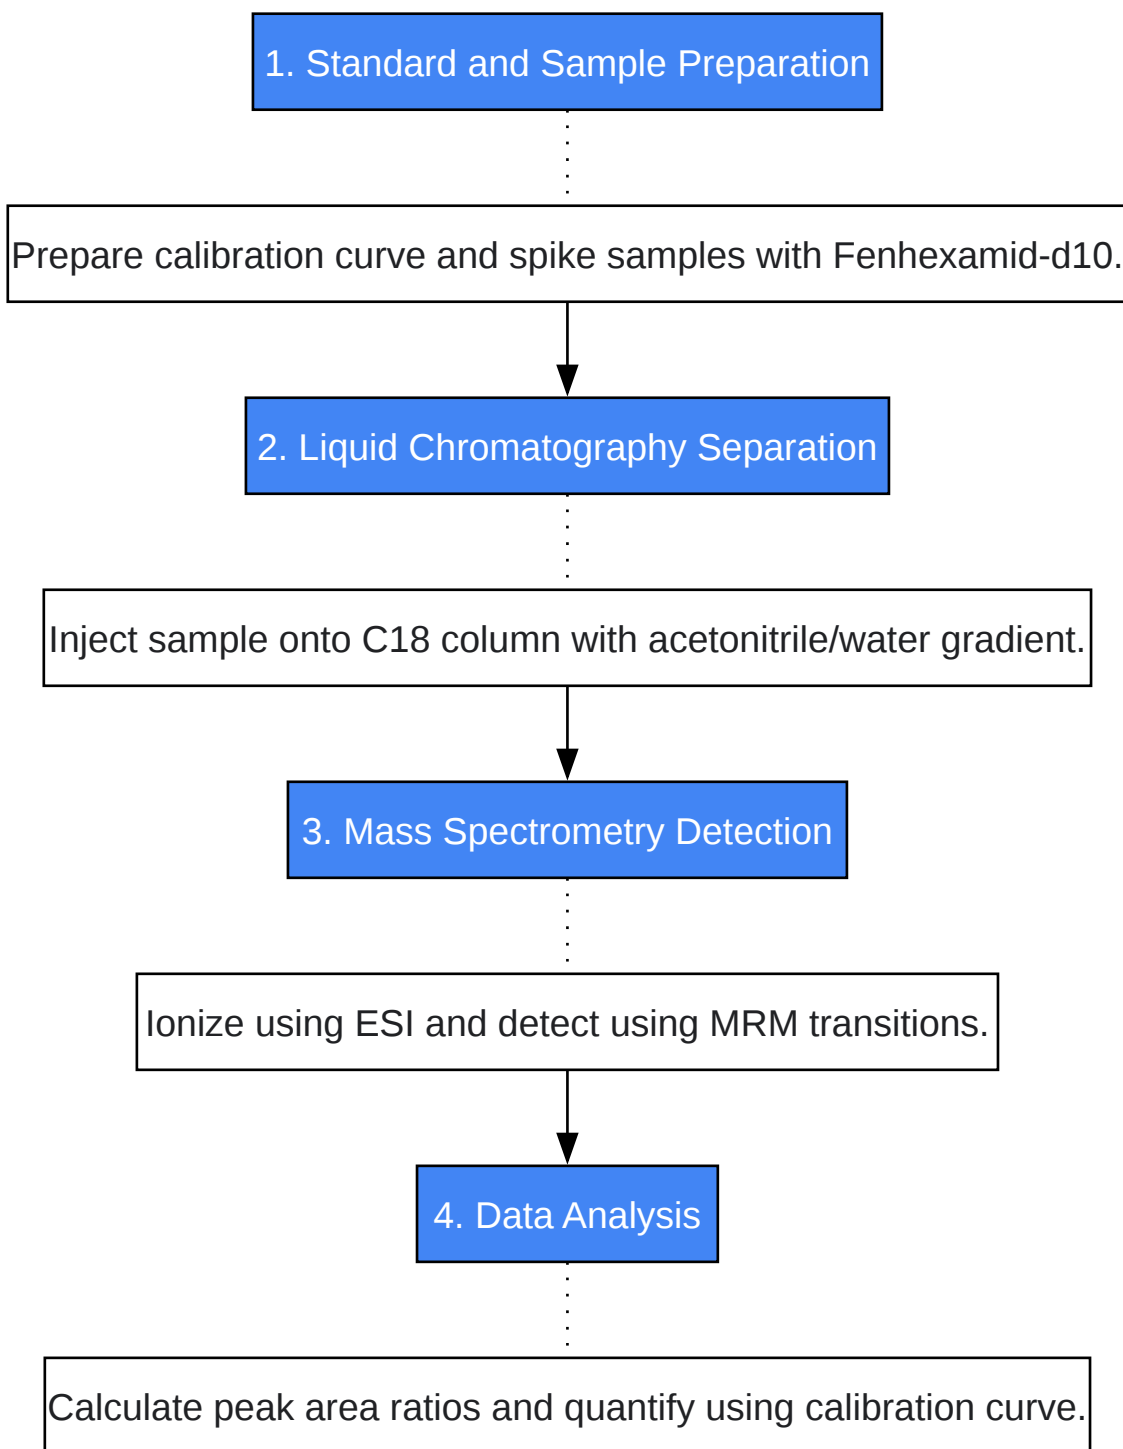 1. Standard and Sample Preparation
Prepare calibration curve and spike samples with Fenhexamid-d10.
2. Liquid Chromatography Separation
Inject sample onto C18 column with acetonitrile/water gradient.
3. Mass Spectrometry Detection
Ionize using ESI and detect using MRM transitions.
4. Data Analysis
Calculate peak area ratios and quantify using calibration curve.